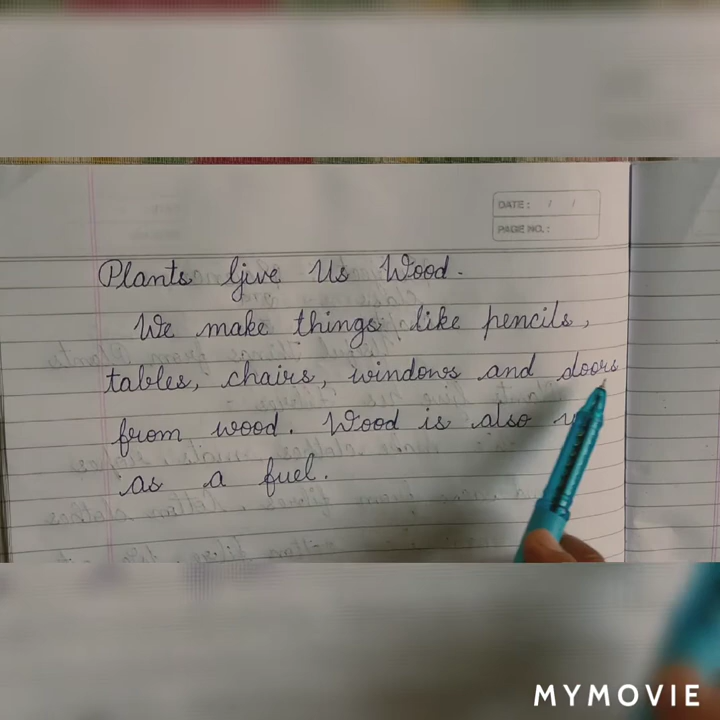 DATE: / /
PAGE NO.:
Plants Give Us Wood.
We make things like pencils,
tables, chairs, windows and doors
from wood. Wood is also
as a fuel.
MYMOVIE